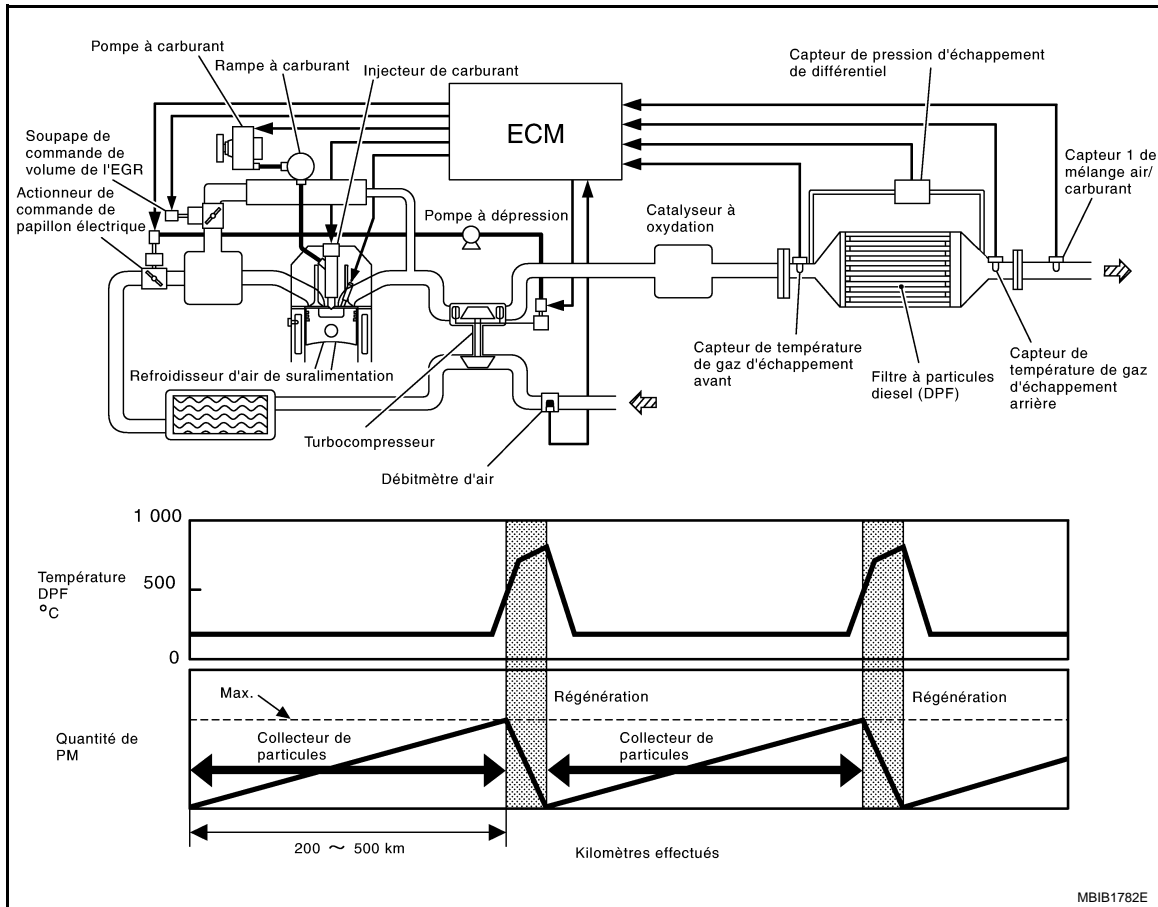 Pompe à carburant
Rampe à carburant
Injecteur de carburant
Capteur de pression d'échappement
de différentiel
Soupape de
commande de
volume de l'EGR
ECM
Capteur 1 de
mélange air/
carburant
Actionneur de
commande de
papillon électrique
Pompe à dépression
Catalyseur à
oxydation
Refroidisseur d'air de suralimentation
Capteur de température
de gaz d'échappement
avant
Filtre à particules
diesel (DPF)
Capteur de
température de gaz
d'échappement
arrière
Turbocompresseur
Débitmètre d'air
1 000
Température
DPF
°C
500
0
Max.
Régénération
Régénération
Quantité de
PM
Collecteur de
particules
Collecteur de
particules
200 ~ 500 km
Kilomètres effectués
MBIB1782E